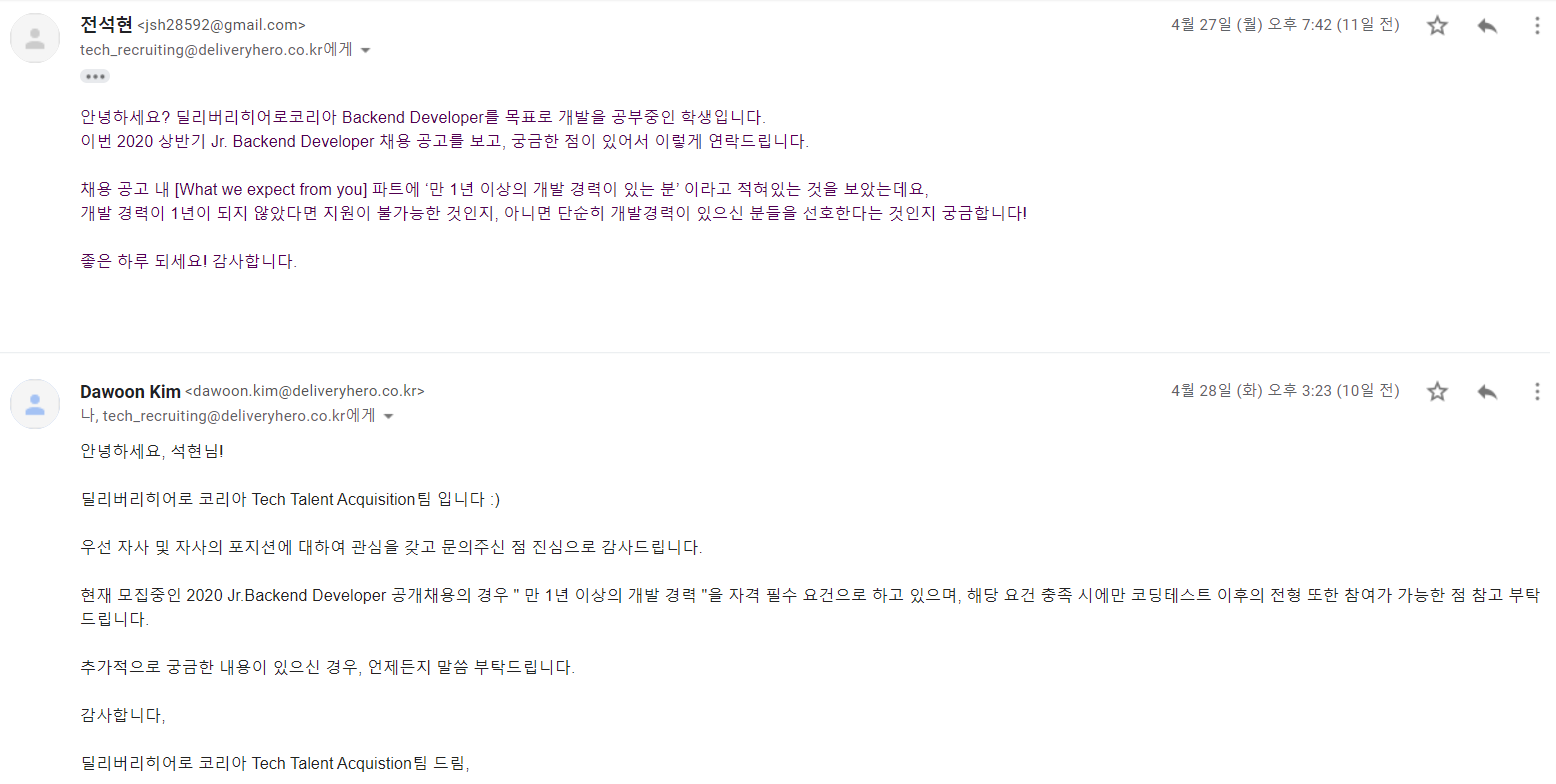 전석현 <jsh28592@gmail.com>
4월 27일 (월) 오후 7:42 (11일 전)
tech_recruiting@deliveryhero.co.kr에게
안녕하세요? 딜리버리히어로코리아 Backend Developer를 목표로 개발을 공부중인 학생입니다.
이번 2020 상반기 Jr. Backend Developer 채용 공고를 보고, 궁금한 점이 있어서 이렇게 연락드립니다.
채용 공고 내 [What we expect from you] 파트에 ‘만 1년 이상의 개발 경력이 있는 분’ 이라고 적혀있는 것을 보았는데요,
개발 경력이 1년이 되지 않았다면 지원이 불가능한 것인지, 아니면 단순히 개발경력이 있으신 분들을 선호한다는 것인지 궁금합니다!
좋은 하루 되세요! 감사합니다.
Dawoon Kim <dawoon.kim@deliveryhero.co.kr>
4월 28일 (화) 오후 3:23 (10일 전)
나, tech_recruiting@deliveryhero.co.kr에게
안녕하세요, 석현님!
딜리버리히어로 코리아 Tech Talent Acquisition팀 입니다 :)
우선 자사 및 자사의 포지션에 대하여 관심을 갖고 문의주신 점 진심으로 감사드립니다.
현재 모집중인 2020 Jr.Backend Developer 공개채용의 경우 " 만 1년 이상의 개발 경력 "을 자격 필수 요건으로 하고 있으며, 해당 요건 충족 시에만 코딩테스트 이후의 전형 또한 참여가 가능한 점 참고 부탁
드립니다.
추가적으로 궁금한 내용이 있으신 경우, 언제든지 말씀 부탁드립니다.
감사합니다,
딜리버리히어로 코리아 Tech Talent Acquistion팀 드림,